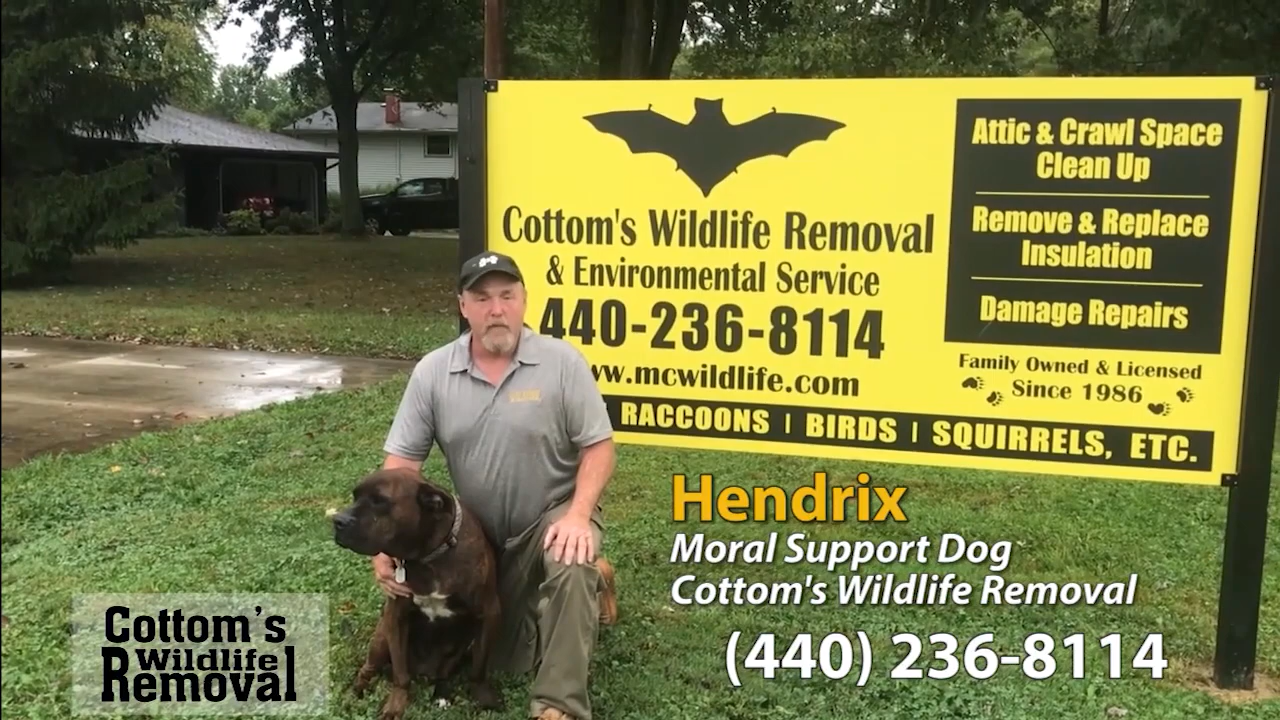 Cottom's Wildlife Removal
& Environmental Service
440-236-8114
w.mcwildlife.com
Attic & Crawl Space
Clean Up
Remove & Replace
Insulation
Damage Repairs
Family Owned & Licensed
Since 1986
RACCOONS | BIRDS | SQUIRRELS, ETC.
Hendrix
Moral Support Dog
Cottom's Wildlife Removal
(440) 236-8114
Cottom's
Wildlife
Removal